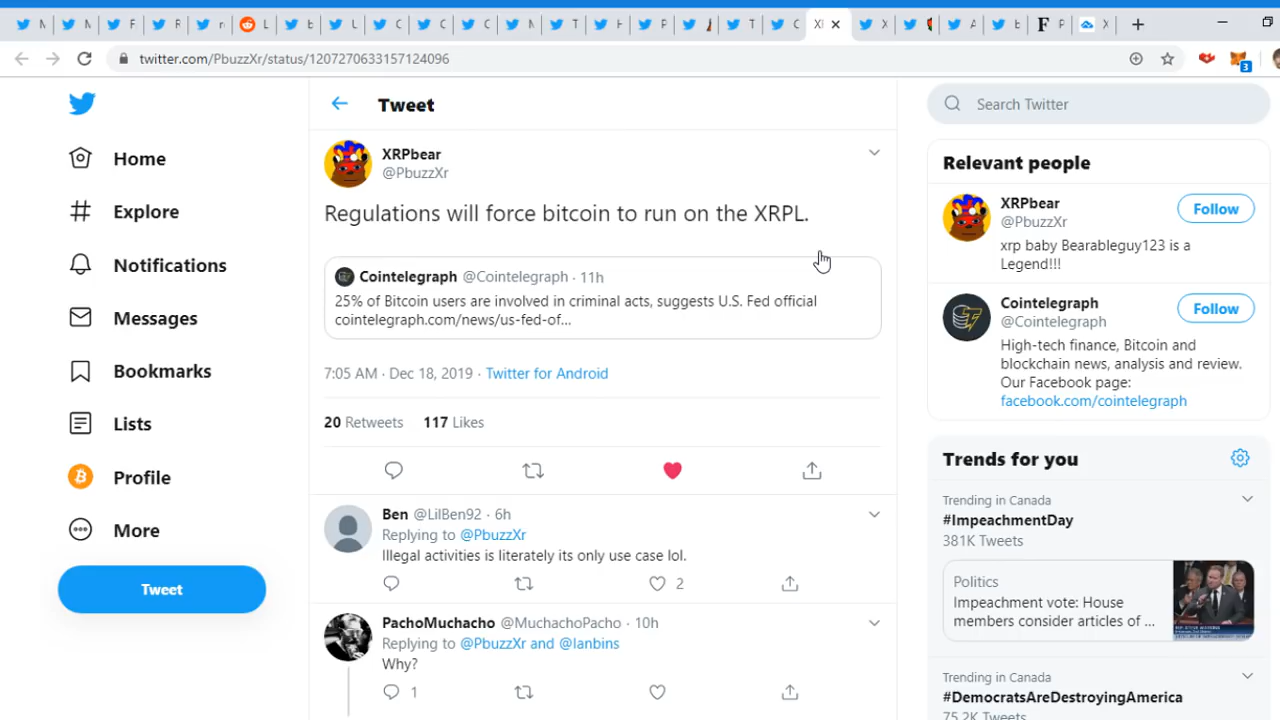 twitter.com/PbuzzXr/status/1207270633157124096
3
Home
Explore
Notifications
Messages
Bookmarks
Lists
Profile
More
Tweet
Tweet
XRPbear
@PbuzzXr
Regulations will force bitcoin to run on the XRPL.
Cointelegraph @Cointelegraph · 11h
25% of Bitcoin users are involved in criminal acts, suggests U.S. Fed official
cointelegraph.com/news/us-fed-of...
7:05 AM · Dec 18, 2019 · Twitter for Android
20 Retweets 117 Likes
Ben @LilBen92 · 6h
Replying to @PbuzzXr
Illegal activities is literately its only use case lol.
2
PachoMuchacho @MuchachoPacho · 10h
Replying to @PbuzzXr and @Ianbins
Why?
1
Search Twitter
Relevant people
XRPbear
@PbuzzXr
Follow
xrp baby Bearableguy123 is a
Legend!!!
Cointelegraph
@Cointelegraph
Follow
High-tech finance, Bitcoin and
blockchain news, analysis and review.
Our Facebook page:
facebook.com/cointelegraph
Trends for you
Trending in Canada
#ImpeachmentDay
381K Tweets
Politics
Impeachment vote: House
members consider articles of ...
Trending in Canada
#DemocratsAreDestroyingAmerica
75.2K Tweets